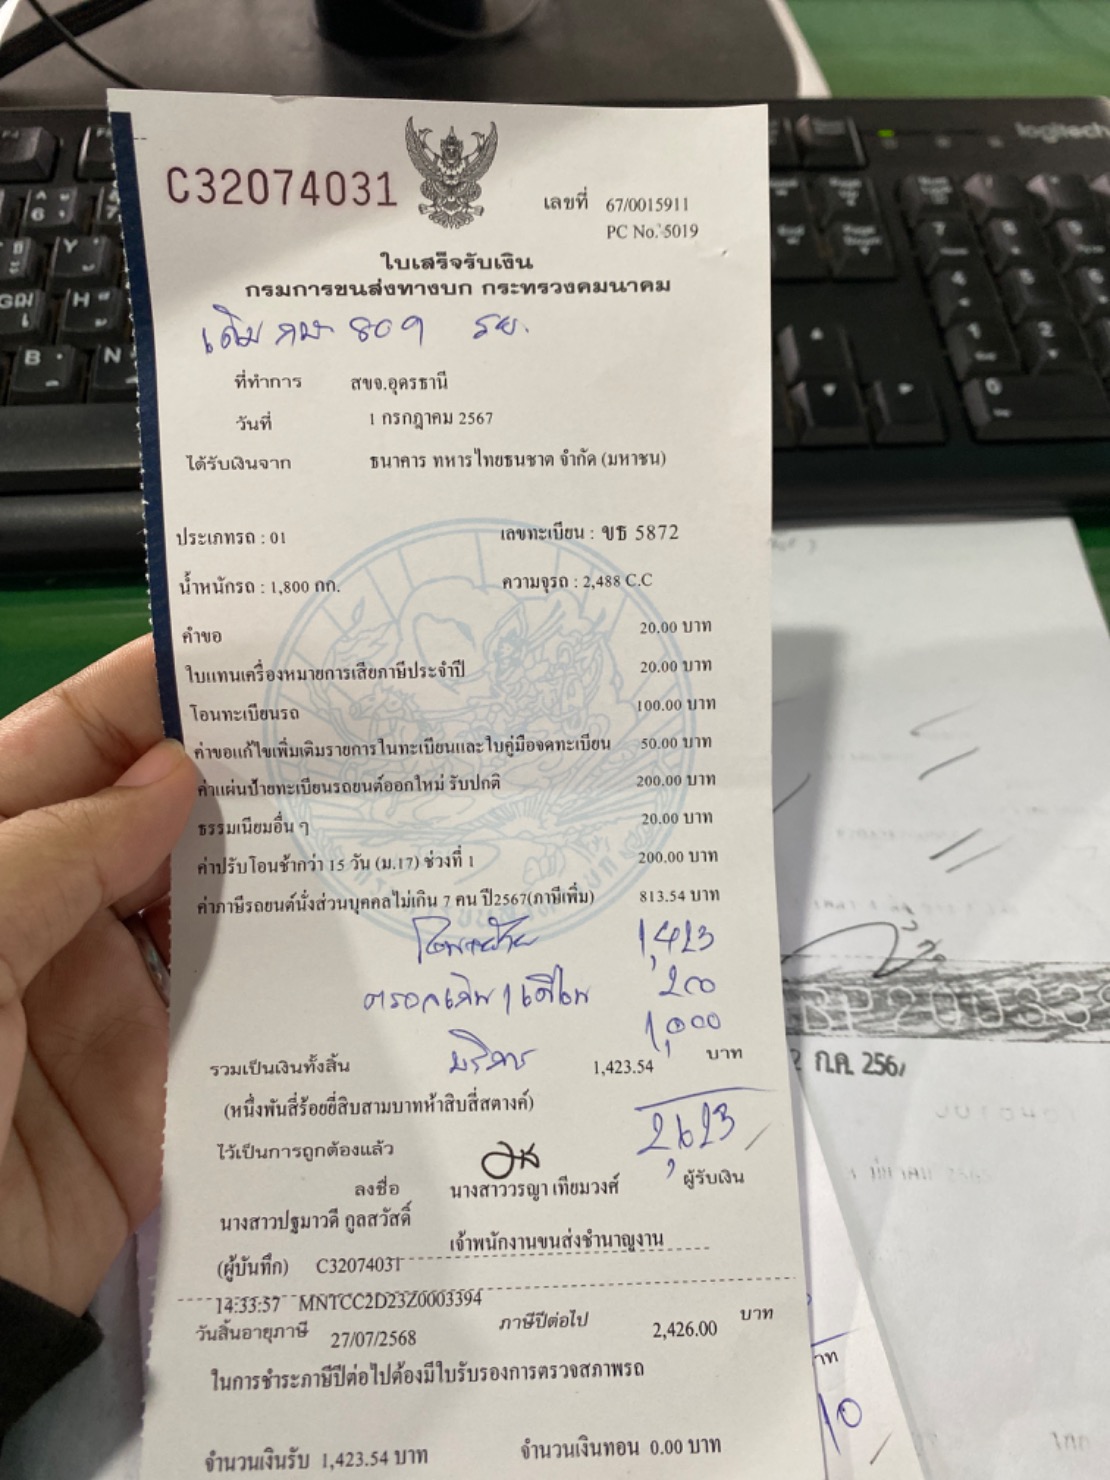 C32074031
เลขที่ 67/0015911
PC No. 5019
ใบเสร็จรับเงิน
กรมการขนส่งทางบก กระทรวงคมนาคม
เดิม กม 809 รย.
ที่ทำการ สขจ.อุดรธานี
วันที่ 1 กรกฎาคม 2567
ได้รับเงินจาก ธนาคาร ทหารไทยธนชาต จำกัด (มหาชน)
ประเภทรถ : 01 เลขทะเบียน : ขธ 5872
น้ำหนักรถ : 1,800 กก. ความจุรถ : 2,488 C.C
คำขอ 20.00 บาท
ใบแทนเครื่องหมายการเสียภาษีประจำปี 20.00 บาท
โอนทะเบียนรถ 100.00 บาท
ค่าขอแก้ไขเพิ่มเติมรายการในทะเบียนและใบคู่มือจดทะเบียน 50.00 บาท
ค่าแผ่นป้ายทะเบียนรถยนต์ออกใหม่ รับปกติ 200.00 บาท
ธรรมเนียมอื่น ๆ 20.00 บาท
ค่าปรับโอนช้ากว่า 15 วัน (ม.17) ช่วงที่ 1 200.00 บาท
ค่าภาษีรถยนต์นั่งส่วนบุคคลไม่เกิน 7 คน ปี2567(ภาษีเพิ่ม) 813.54 บาท
1,423
200
บริการ 1,000
รวมเป็นเงินทั้งสิ้น 1,423.54 บาท
(หนึ่งพันสี่ร้อยยี่สิบสามบาทห้าสิบสี่สตางค์)
2,623
ไว้เป็นการถูกต้องแล้ว
ลงชื่อ นางสาววรญา เทียมวงศ์ ผู้รับเงิน
นางสาวปฐมาวดี กูลสวัสดิ์
เจ้าพนักงานขนส่งชำนาญงาน
(ผู้บันทึก) C32074031
14:33:57 MNTCC2D23Z0003394
วันสิ้นอายุภาษี 27/07/2568 ภาษีปีต่อไป 2,426.00 บาท
ในการชำระภาษีปีต่อไปต้องมีใบรับรองการตรวจสภาพรถ
จำนวนเงินรับ 1,423.54 บาท จำนวนเงินทอน 0.00 บาท
logitech